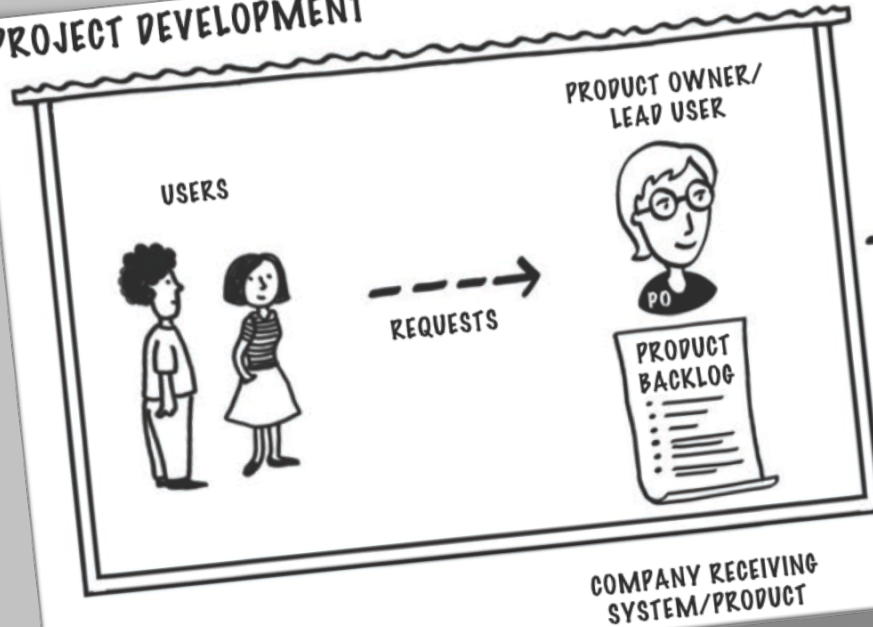 PROJECT DEVELOPMENT
PRODUCT OWNER/
LEAD USER
USERS
PO
REQUESTS
PRODUCT
BACKLOG
COMPANY RECEIVING
SYSTEM/PRODUCT